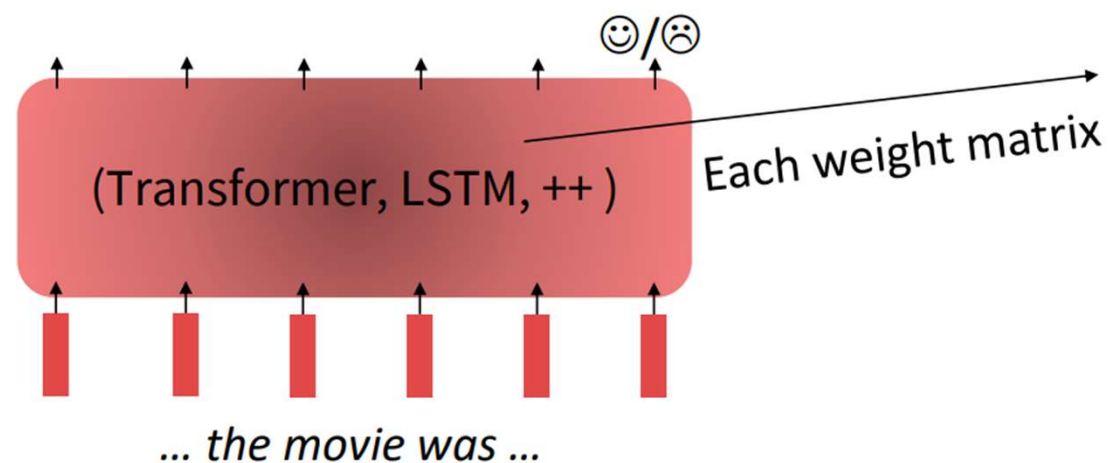 ☺/☹
(Transformer, LSTM, ++ )
Each weight matrix
... the movie was ...